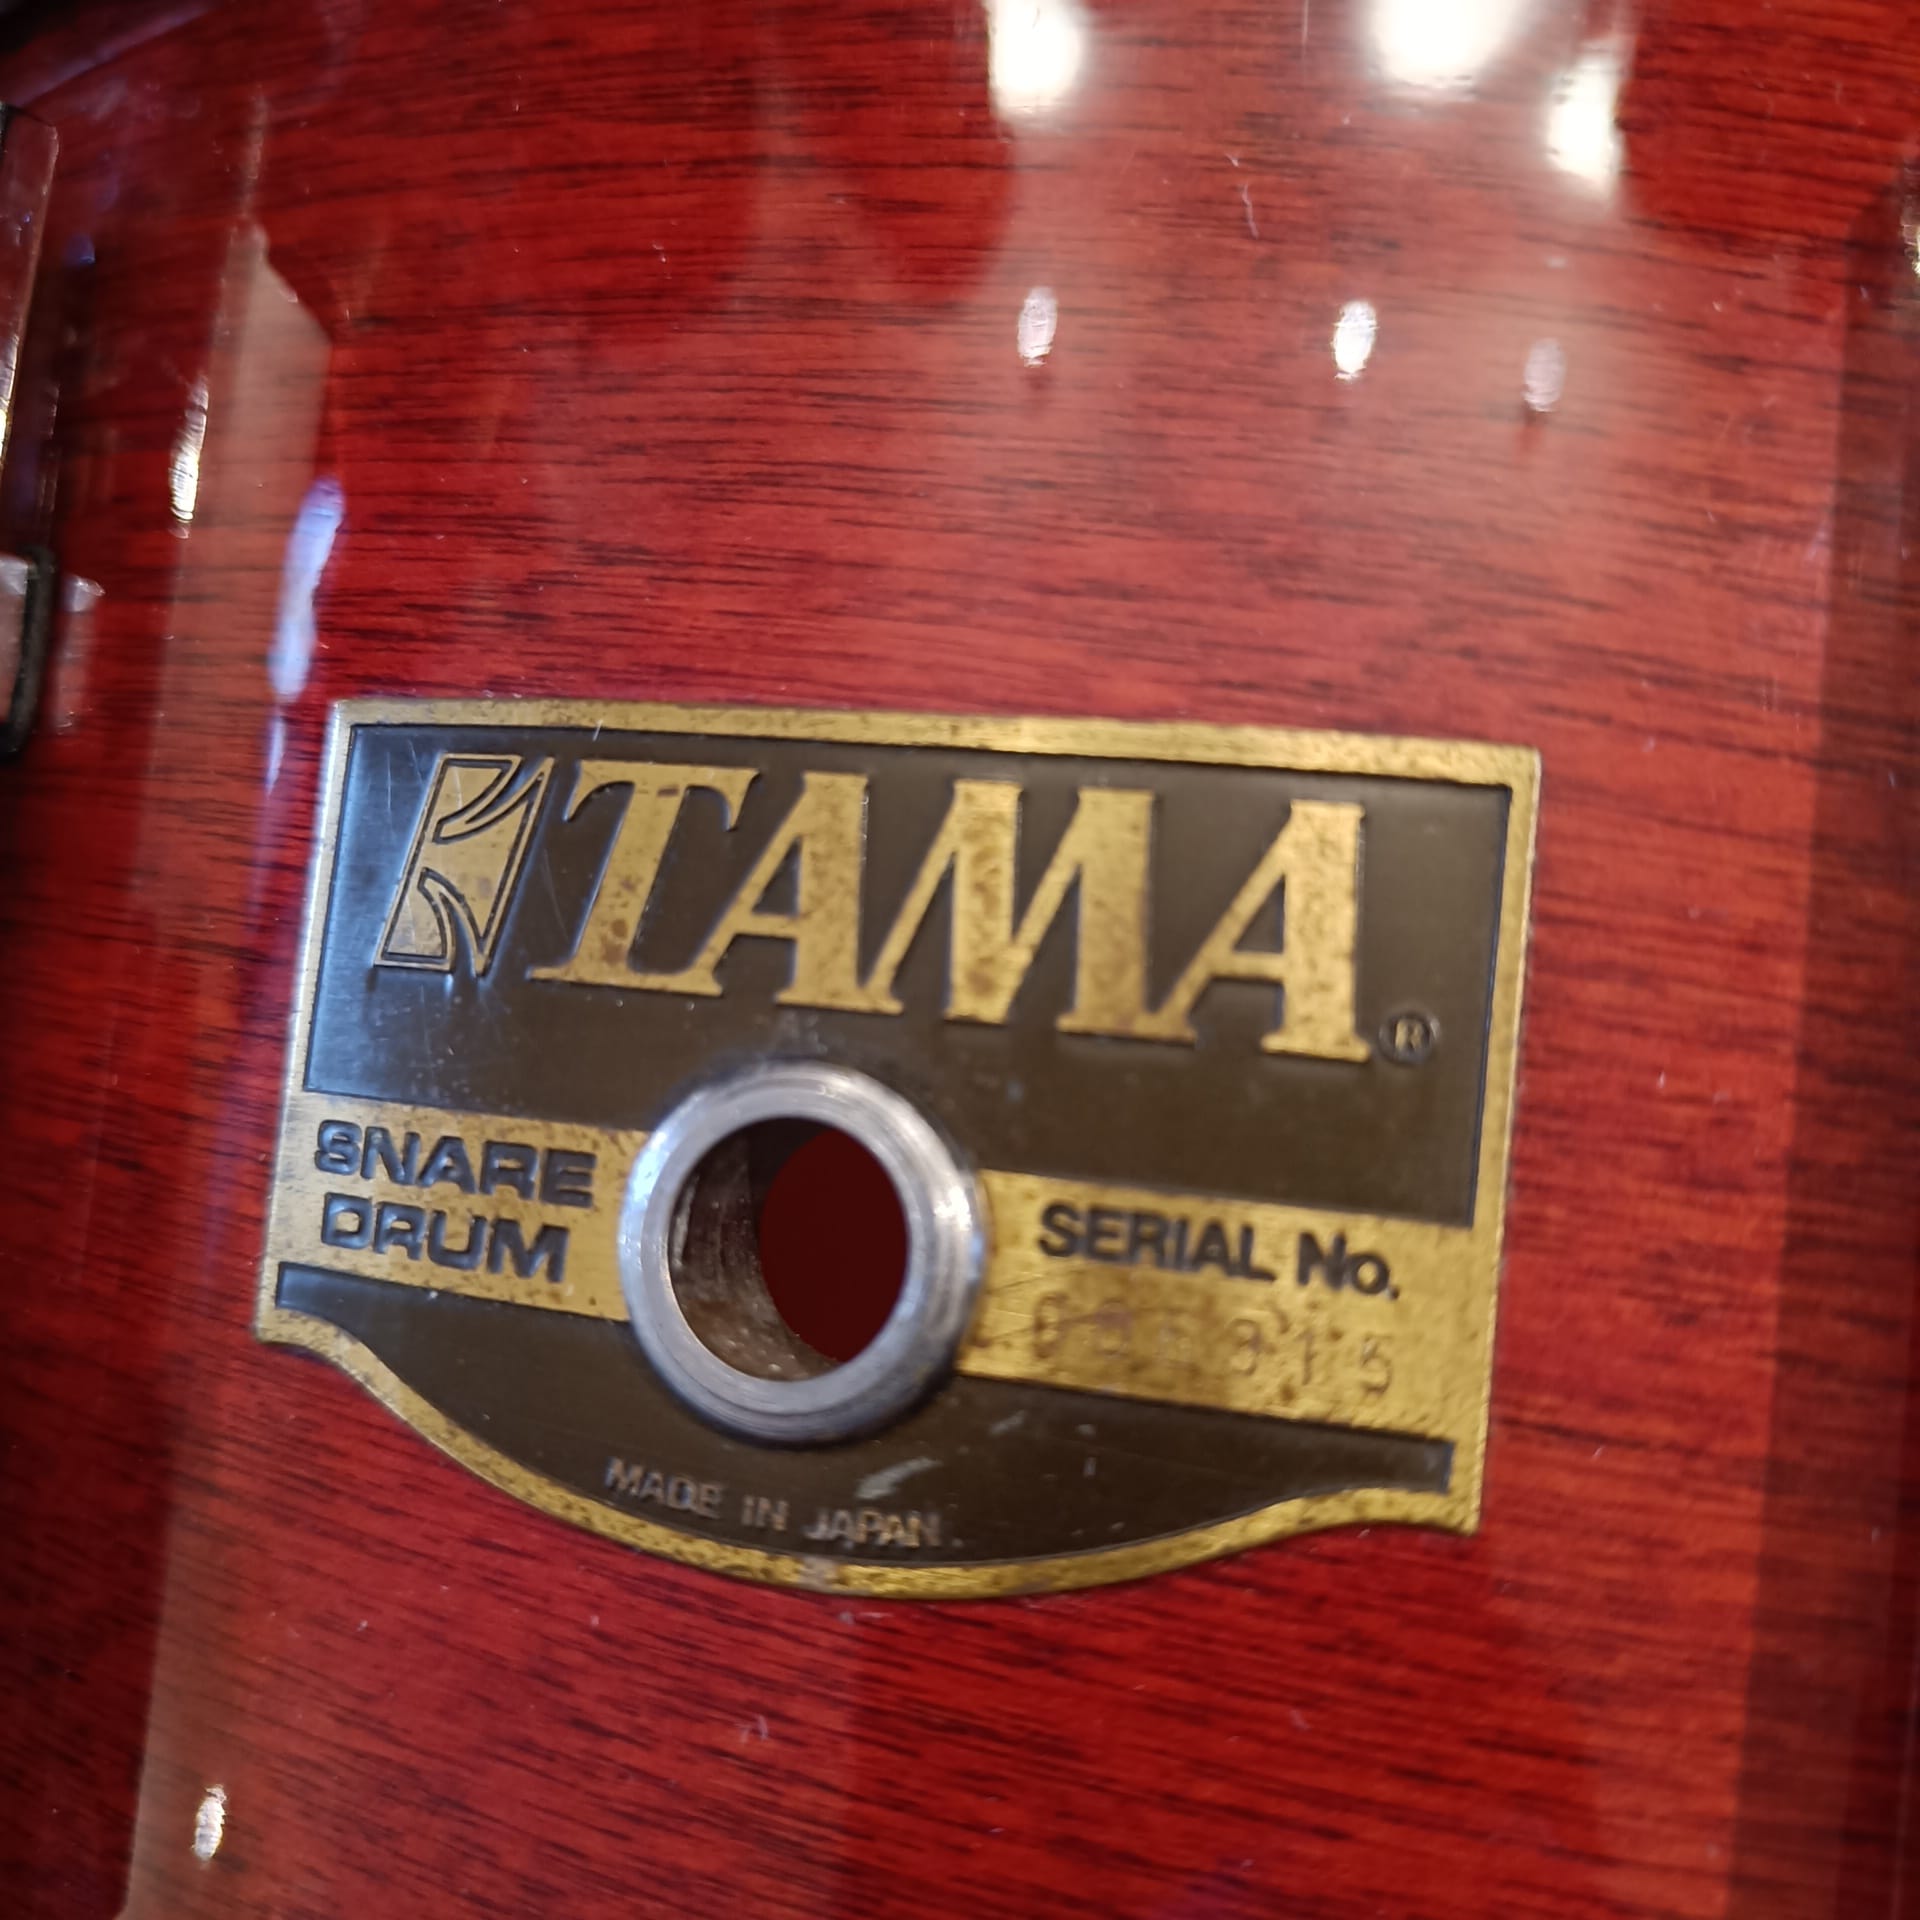 TAMA®
SNARE
DRUM
SERIAL No.
MADE IN JAPAN